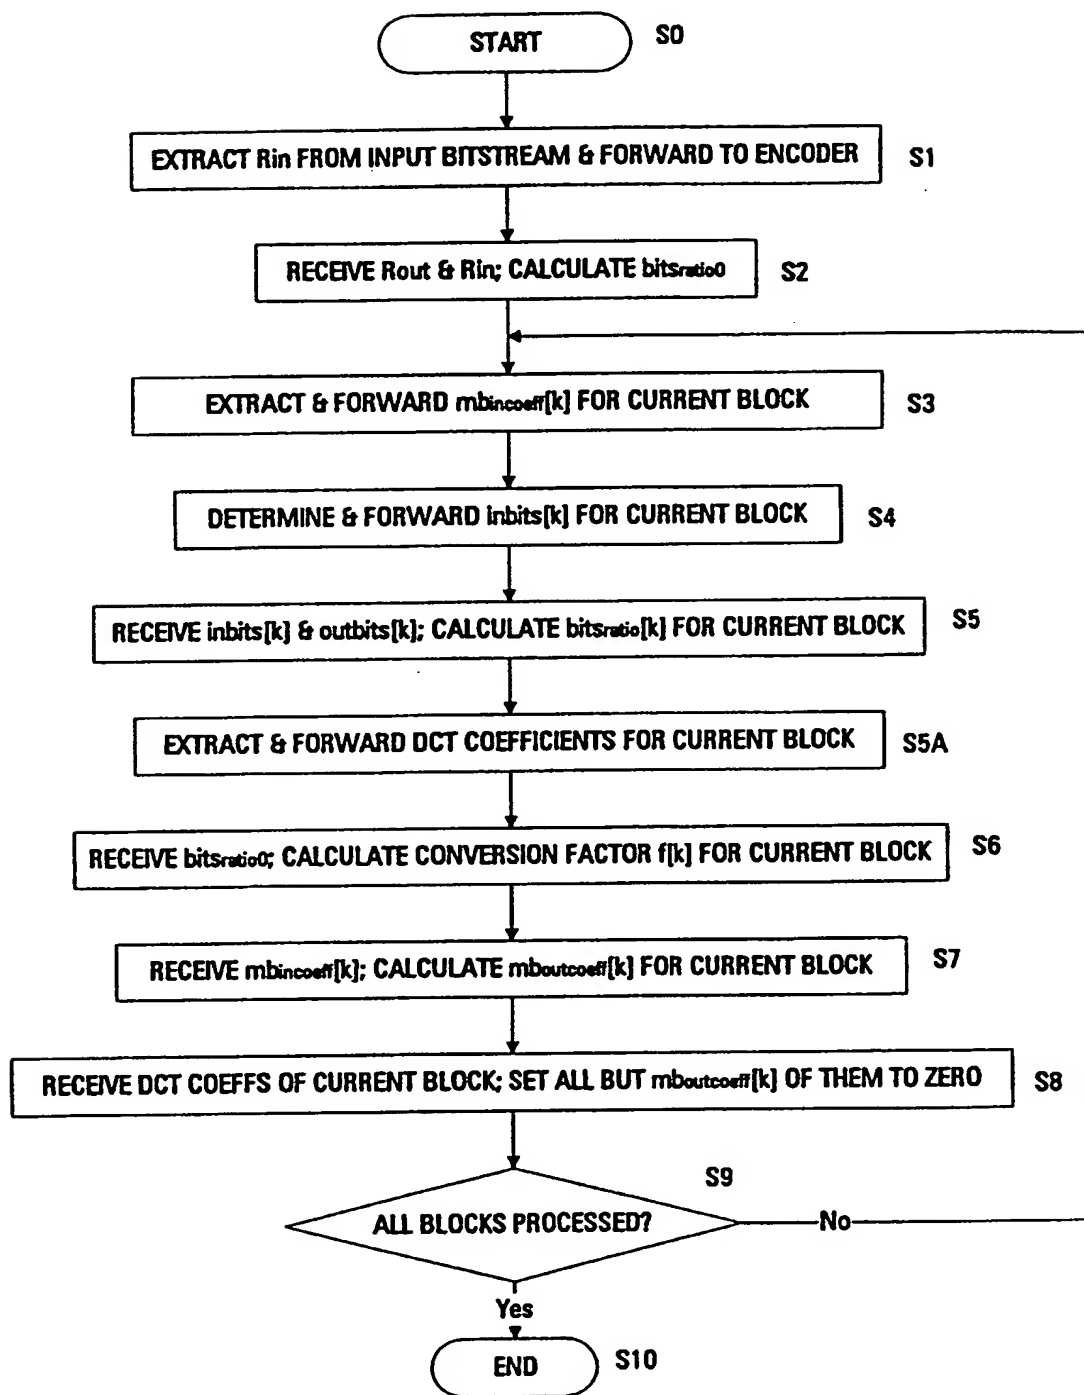 START S0
EXTRACT Rin FROM INPUT BITSTREAM & FORWARD TO ENCODER S1
RECEIVE Rout & Rin; CALCULATE bitsratio0 S2
EXTRACT & FORWARD mbincoeff[k] FOR CURRENT BLOCK S3
DETERMINE & FORWARD inbits[k] FOR CURRENT BLOCK S4
RECEIVE inbits[k] & outbits[k]; CALCULATE bitsratio[k] FOR CURRENT BLOCK S5
EXTRACT & FORWARD DCT COEFFICIENTS FOR CURRENT BLOCK S5A
RECEIVE bitsratio0; CALCULATE CONVERSION FACTOR f[k] FOR CURRENT BLOCK S6
RECEIVE mbincoeff[k]; CALCULATE mboutcoeff[k] FOR CURRENT BLOCK S7
RECEIVE DCT COEFFS OF CURRENT BLOCK; SET ALL BUT mboutcoeff[k] OF THEM TO ZERO S8
S9
ALL BLOCKS PROCESSED? No
Yes
END S10